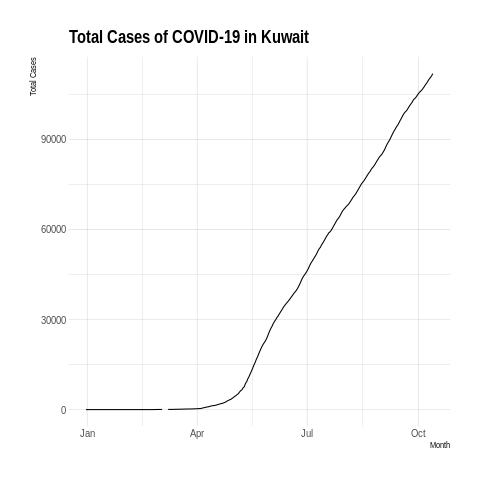 Total Cases of COVID-19 in Kuwait
Total Cases
90000
60000
30000
0
Jan Apr Jul Oct
Month